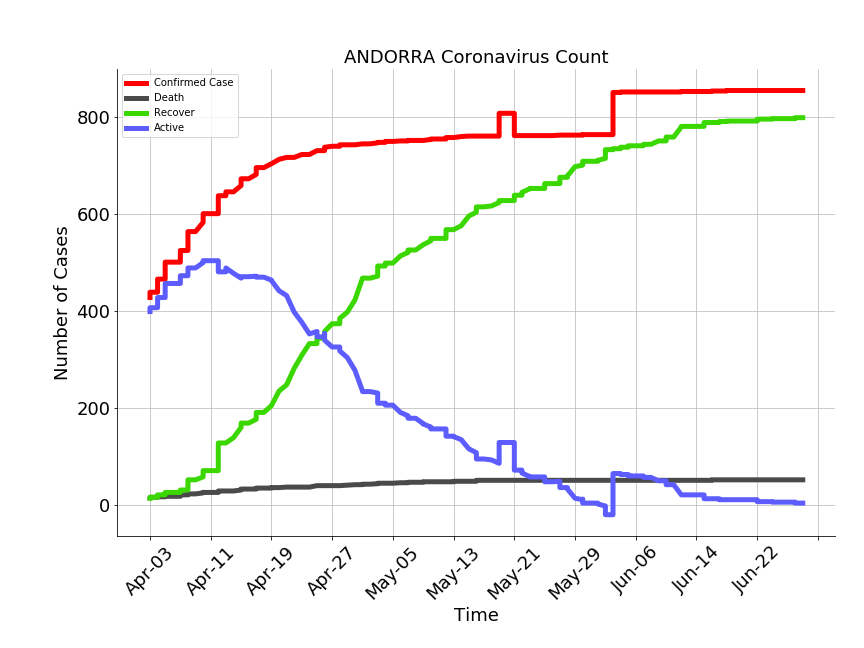 ANDORRA Coronavirus Count
Confirmed Case
Death
Recover
Active
Number of Cases
800
600
400
200
0
Apr-03
Apr-11
Apr-19
Apr-27
May-05
May-13
May-21
May-29
Jun-06
Jun-14
Jun-22
Time